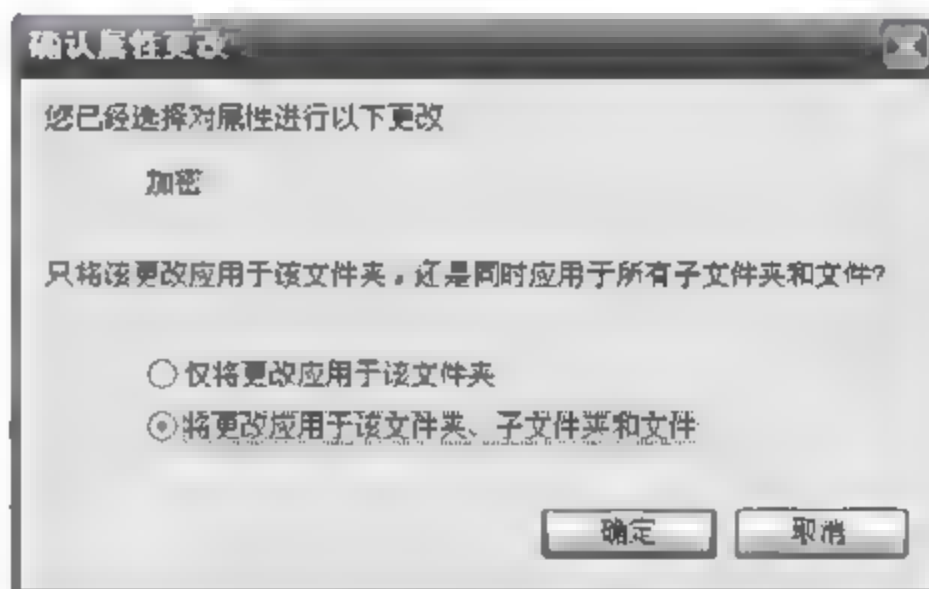 确认属性更改
您已经选择对属性进行以下更改
加密
只将该更改应用于该文件夹，还是同时应用于所有子文件夹和文件?
仅将更改应用于该文件夹
将更改应用于该文件夹、子文件夹和文件
确定
取消